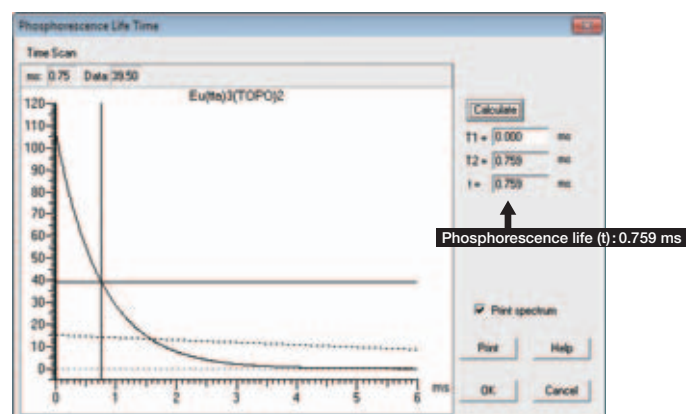 Phosphorescence Life Time
Time Scan
ms: 0.75 Data: 39.50
Eu(tta)3(TOPO)2
120
110
100
90
80
70
60
50
40
30
20
10
0
0 1 2 3 4 5 6 ms
Calculate
T1 = 0.000 ms
T2 = 0.759 ms
t = 0.759 ms
Phosphorescence life (t): 0.759 ms
Print spectrum
Print Help
OK Cancel